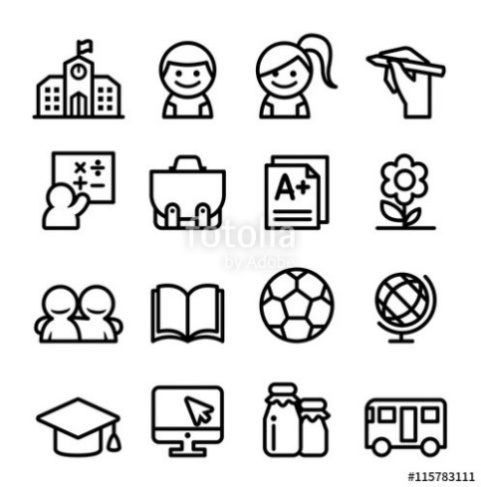 × ÷
+ −
A+
fotolia
by Adobe
#115783111